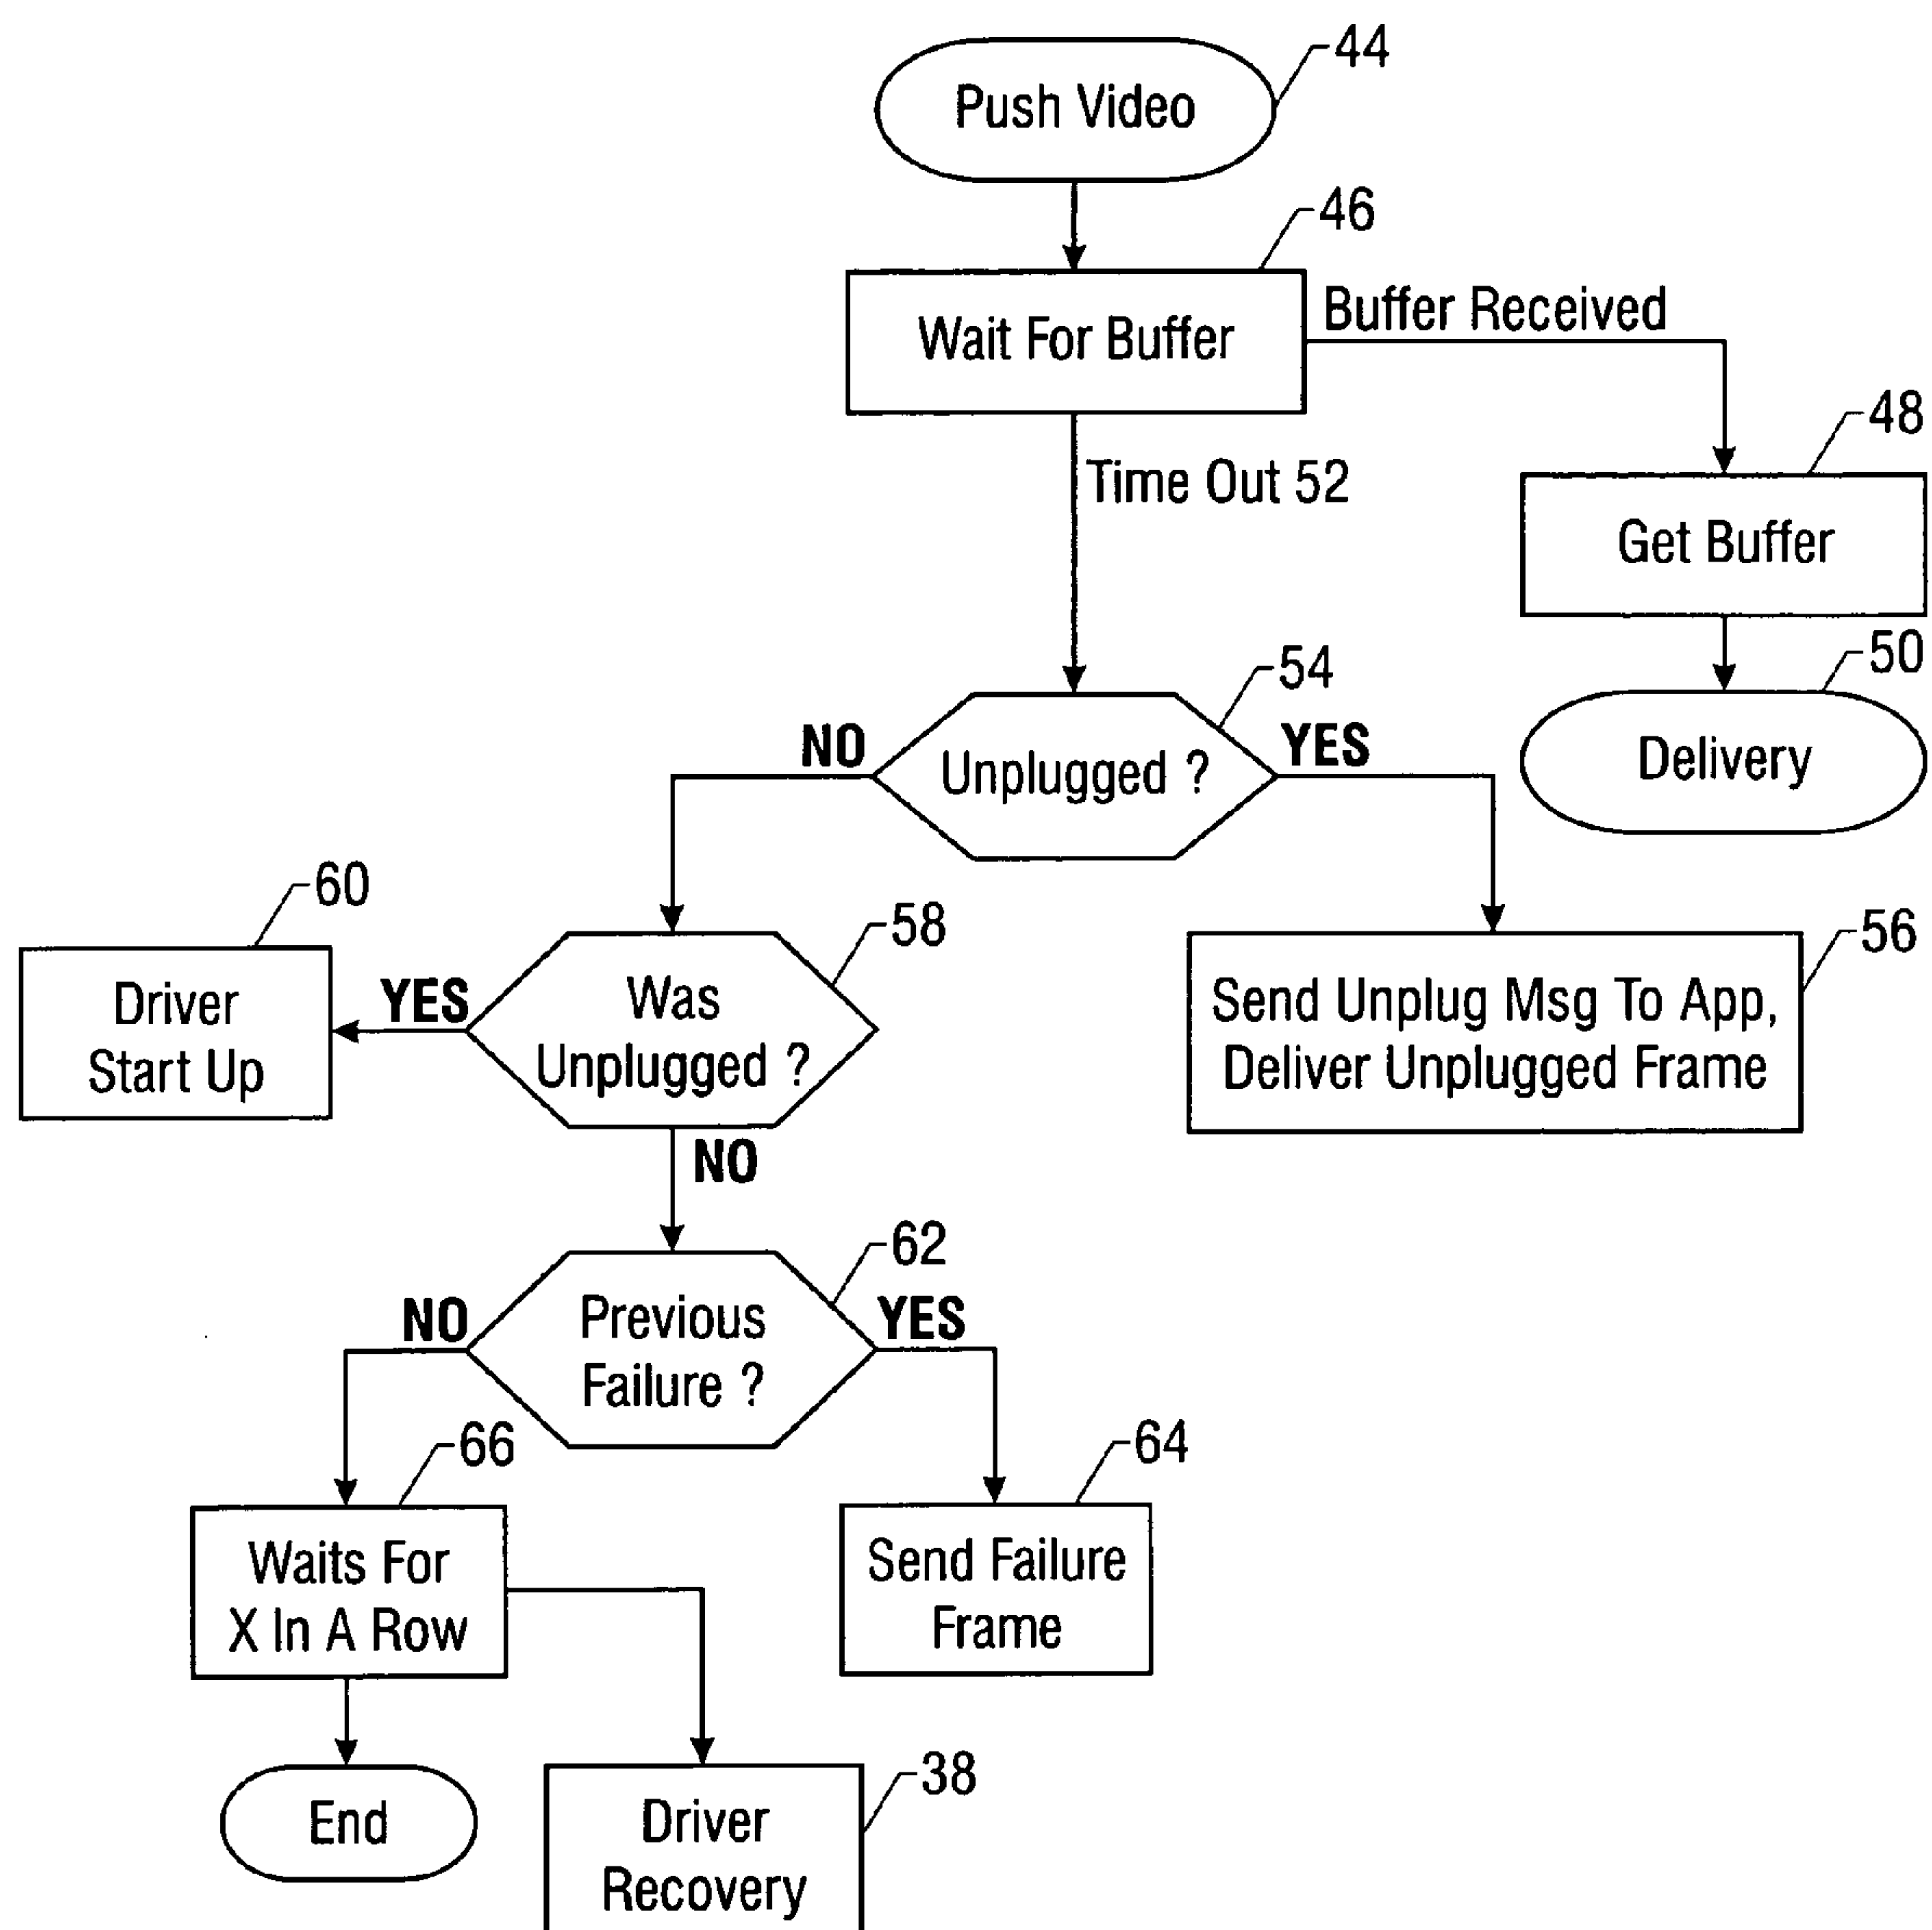 44
Push Video
46
Wait For Buffer
Buffer Received
48
Time Out 52
Get Buffer
50
54
NO
Unplugged ?
YES
Delivery
60
58
56
Driver
Start Up
YES
Was
Unplugged ?
Send Unplug Msg To App,
Deliver Unplugged Frame
NO
62
NO
Previous
Failure ?
YES
66
64
Waits For
X In A Row
Send Failure
Frame
38
End
Driver
Recovery